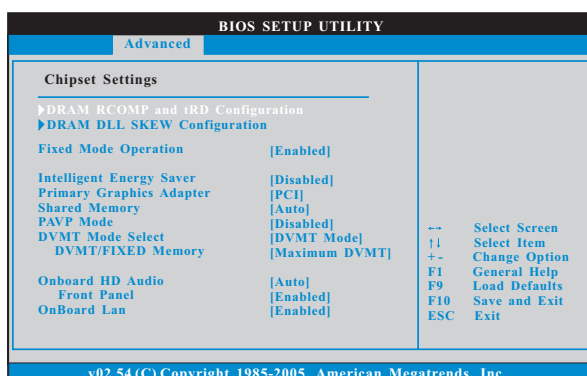 BIOS SETUP UTILITY
Advanced
Chipset Settings
DRAM RCOMP and tRD Configuration
DRAM DLL SKEW Configuration
Fixed Mode Operation [Enabled]
Intelligent Energy Saver [Disabled]
Primary Graphics Adapter [PCI]
Shared Memory [Auto]
PAVP Mode [Disabled]
DVMT Mode Select [DVMT Mode]
DVMT/FIXED Memory [Maximum DVMT]
Onboard HD Audio [Auto]
Front Panel [Enabled]
OnBoard Lan [Enabled]
←→ Select Screen
↑↓ Select Item
+ - Change Option
F1 General Help
F9 Load Defaults
F10 Save and Exit
ESC Exit
v02.54 (C) Copyright 1985-2005, American Megatrends, Inc.